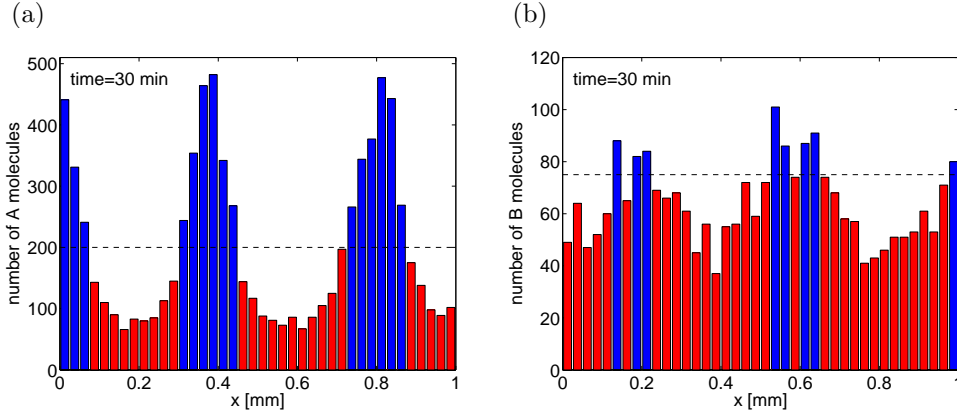 (a)
time=30 min
number of A molecules
500
400
300
200
100
0
0 0.2 0.4 0.6 0.8 1
x [mm]
(b)
time=30 min
number of B molecules
120
100
80
60
40
20
0
0 0.2 0.4 0.6 0.8 1
x [mm]